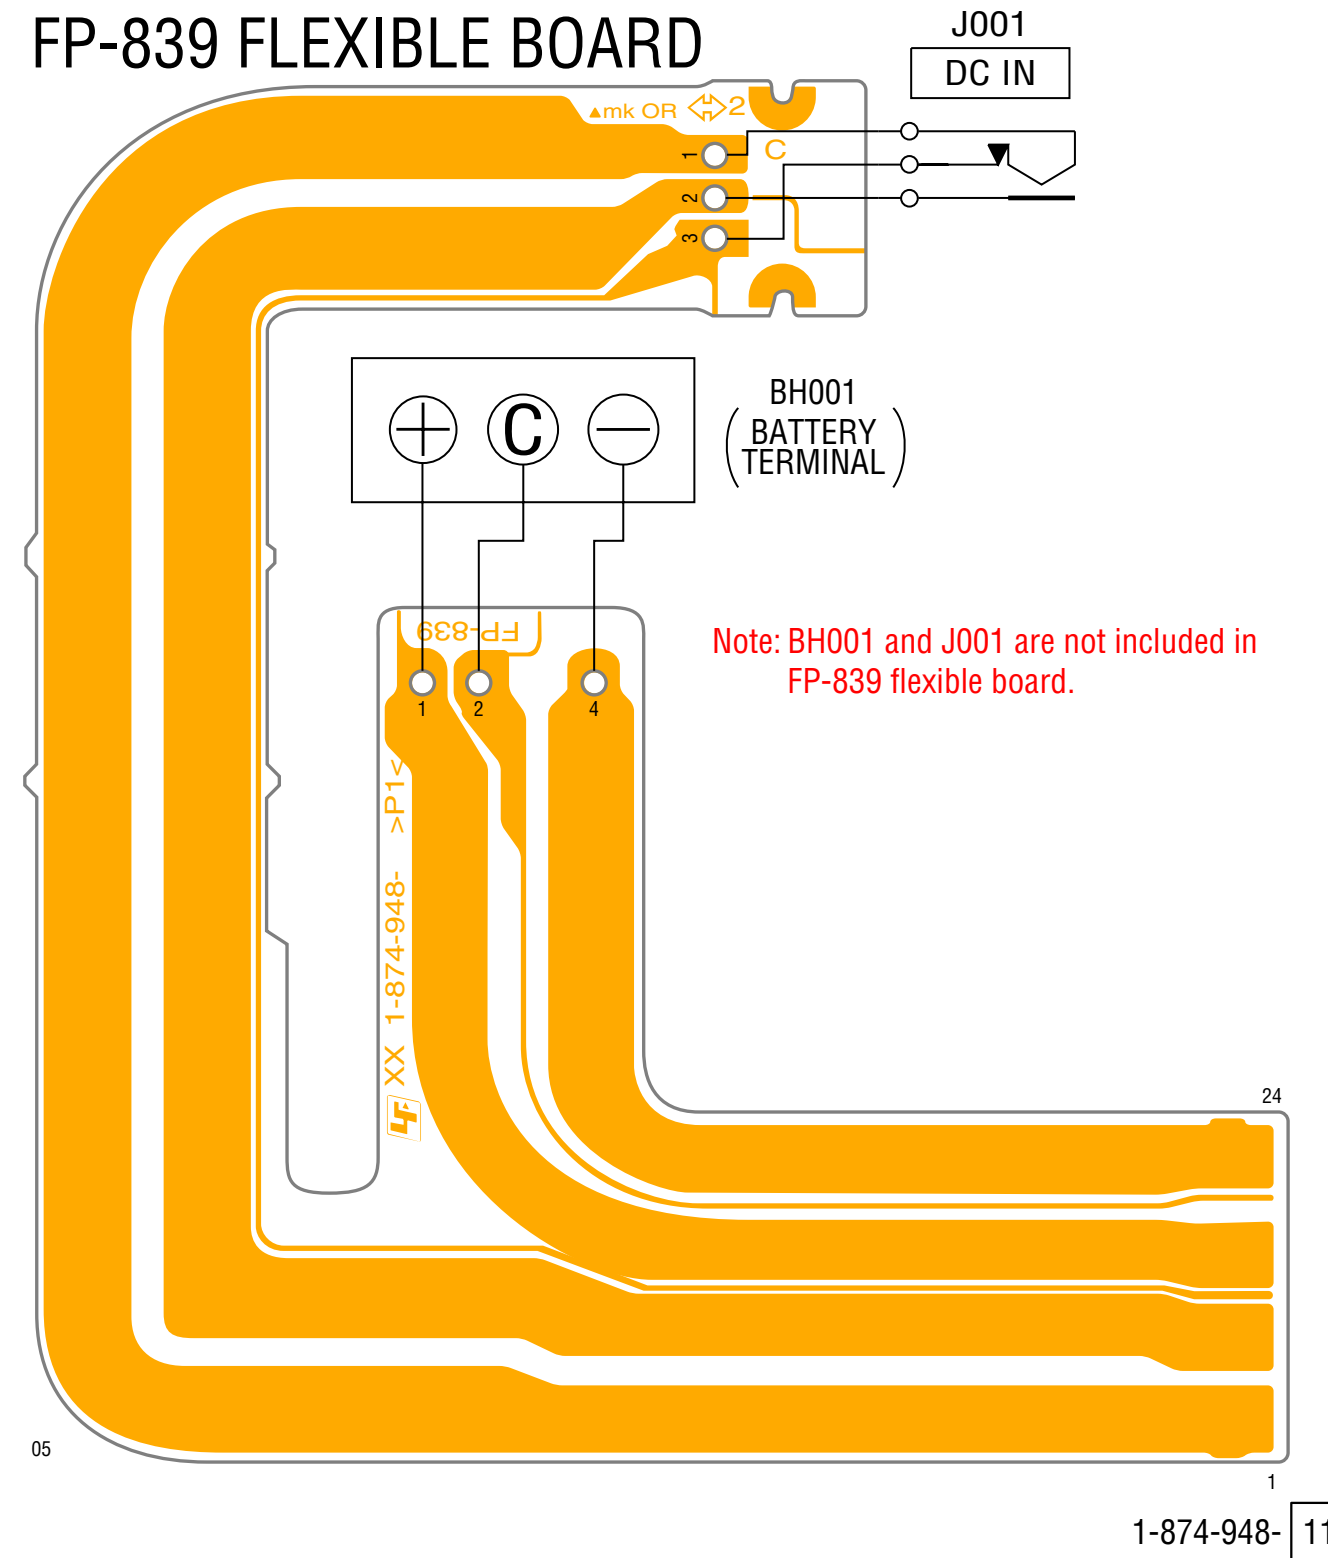 FP-839 FLEXIBLE BOARD
J001
DC IN
▲mk OR 2
C
1
2
3
+ C −
BH001
BATTERY
TERMINAL
FP-839
Note: BH001 and J001 are not included in
FP-839 flexible board.
1 2 4
XX 1-874-948- >P1<
LF
24
05
1
1-874-948- 11